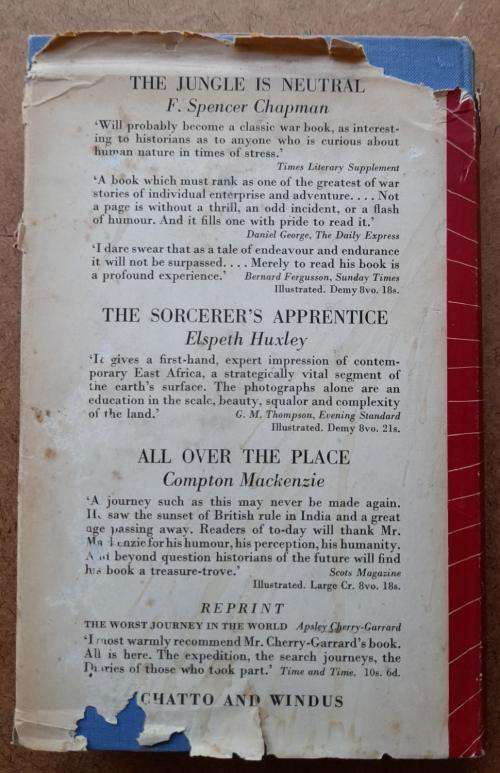 THE JUNGLE IS NEUTRAL
F. Spencer Chapman
'Will probably become a classic war book, as interest-
ing to historians as to anyone who is curious about
human nature in times of stress.'
Times Literary Supplement
'A book which must rank as one of the greatest of war
stories of individual enterprise and adventure.... Not
a page is without a thrill, an odd incident, or a flash
of humour. And it fills one with pride to read it.'
Daniel George, The Daily Express
'I dare swear that as a tale of endeavour and endurance
it will not be surpassed.... Merely to read his book is
a profound experience.' Bernard Fergusson, Sunday Times
Illustrated. Demy 8vo. 18s.
THE SORCERER'S APPRENTICE
Elspeth Huxley
'It gives a first-hand, expert impression of contem-
porary East Africa, a strategically vital segment of
the earth's surface. The photographs alone are an
education in the scale, beauty, squalor and complexity
of the land.' G. M. Thompson, Evening Standard
Illustrated. Demy 8vo. 21s.
ALL OVER THE PLACE
Compton Mackenzie
'A journey such as this may never be made again.
saw the sunset of British rule in India and a great
age passing away. Readers of to-day will thank Mr.
for his humour, his perception, his humanity.
beyond question historians of the future will find
his book a treasure-trove.' Scots Magazine
Illustrated. Large Cr. 8vo. 18s.
REPRINT
THE WORST JOURNEY IN THE WORLD Apsley Cherry-Garrard
'I most warmly recommend Mr. Cherry-Garrard's book.
All is here. The expedition, the search journeys, the
of those who took part.' Time and Time. 10s. 6d.
CHATTO AND WINDUS